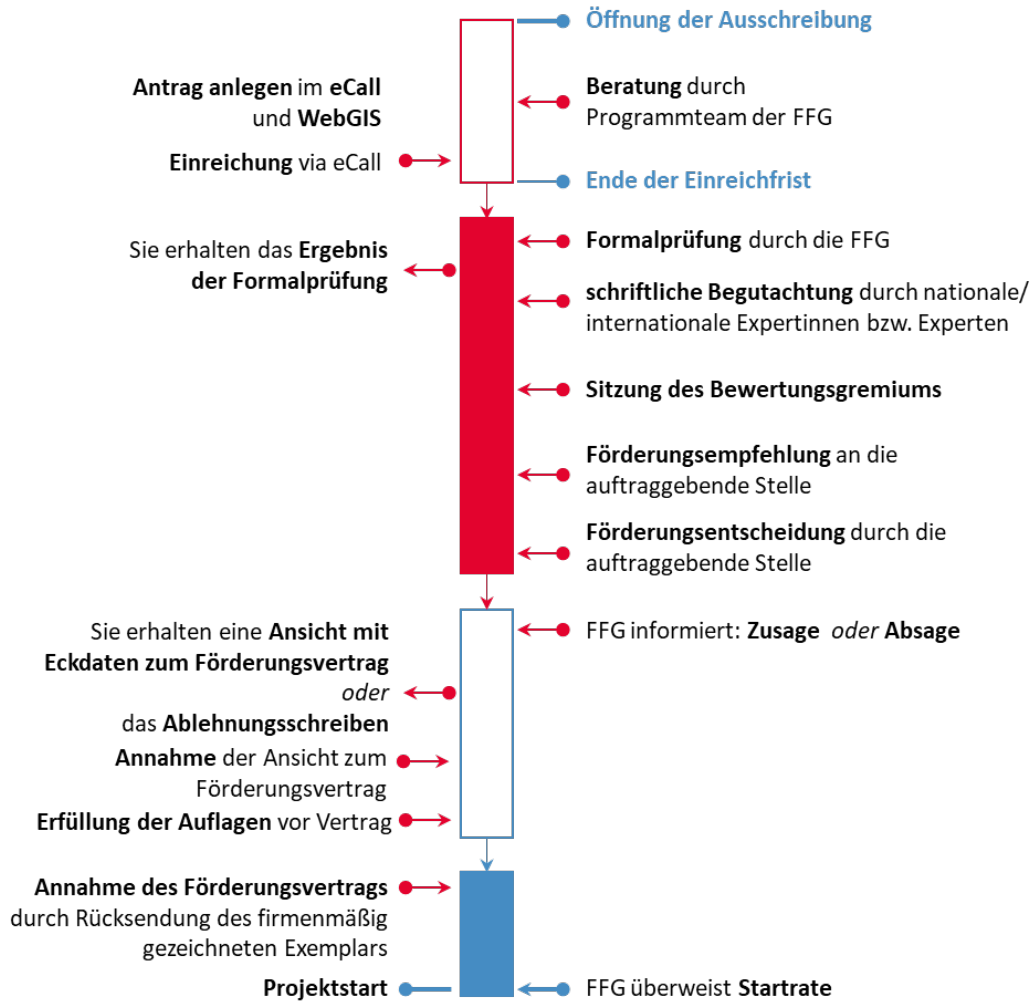 Öffnung der Ausschreibung
Antrag anlegen im eCall
und WebGIS
Beratung durch
Programmteam der FFG
Einreichung via eCall
Ende der Einreichfrist
Formalprüfung durch die FFG
Sie erhalten das Ergebnis
der Formalprüfung
schriftliche Begutachtung durch nationale/
internationale Expertinnen bzw. Experten
Sitzung des Bewertungsgremiums
Förderungsempfehlung an die
auftraggebende Stelle
Förderungsentscheidung durch die
auftraggebende Stelle
FFG informiert: Zusage oder Absage
Sie erhalten eine Ansicht mit
Eckdaten zum Förderungsvertrag
oder
das Ablehnungsschreiben
Annahme der Ansicht zum
Förderungsvertrag
Erfüllung der Auflagen vor Vertrag
Annahme des Förderungsvertrags
durch Rücksendung des firmenmäßig
gezeichneten Exemplars
Projektstart
FFG überweist Startrate